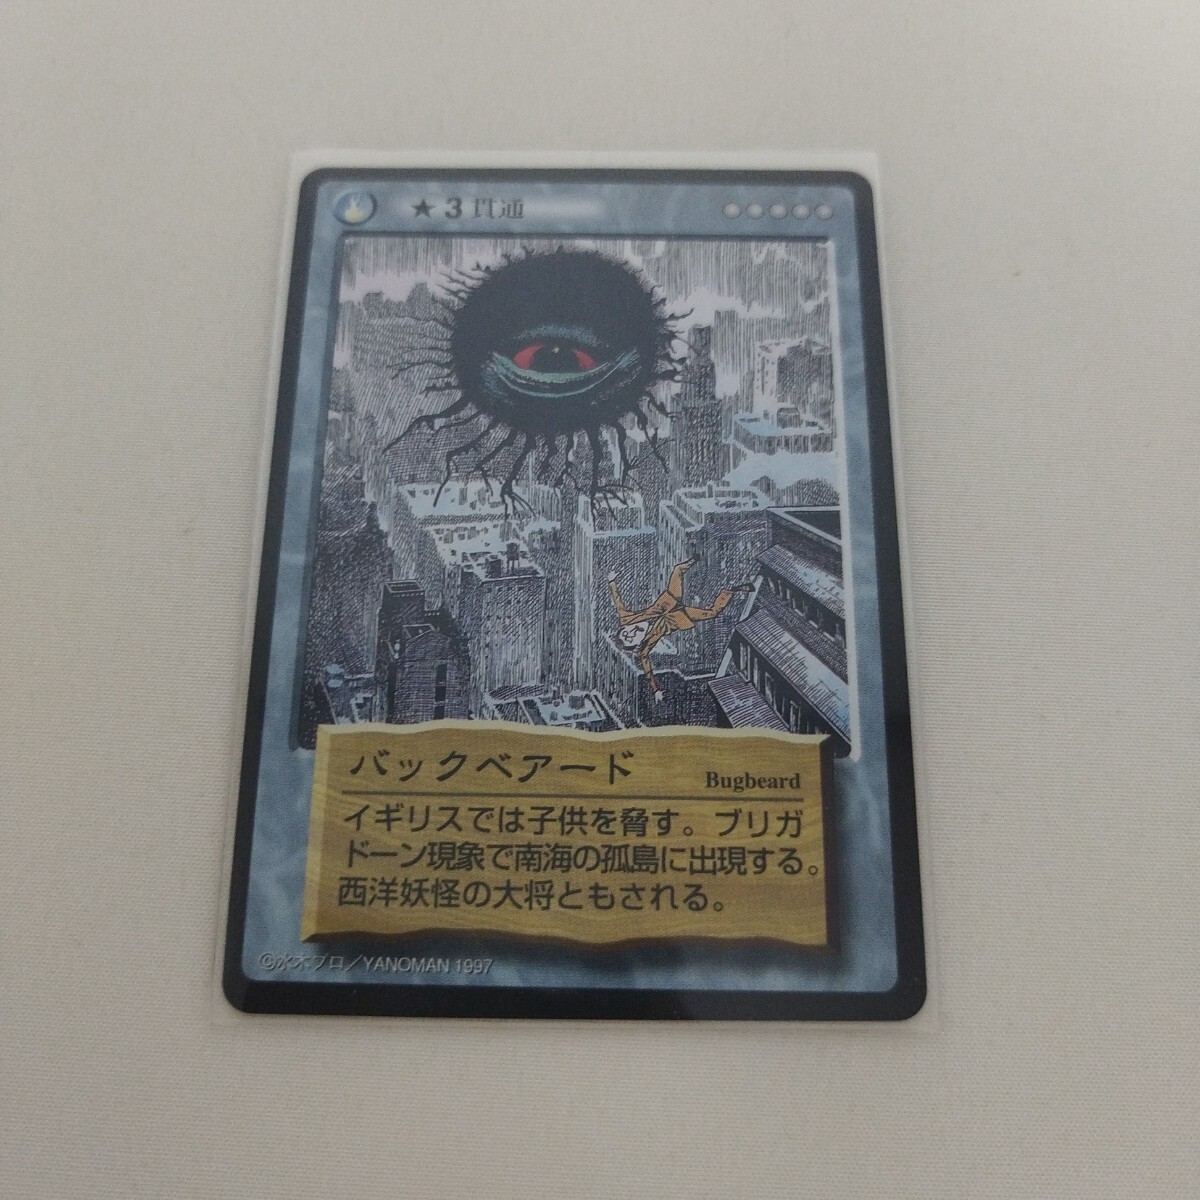 ★3 貫通
バックベアード
Bugbeard
イギリスでは子供を脅す。ブリガ
ドーン現象で南海の孤島に出現する。
西洋妖怪の大将ともされる。
©水木プロ／YANOMAN 1997